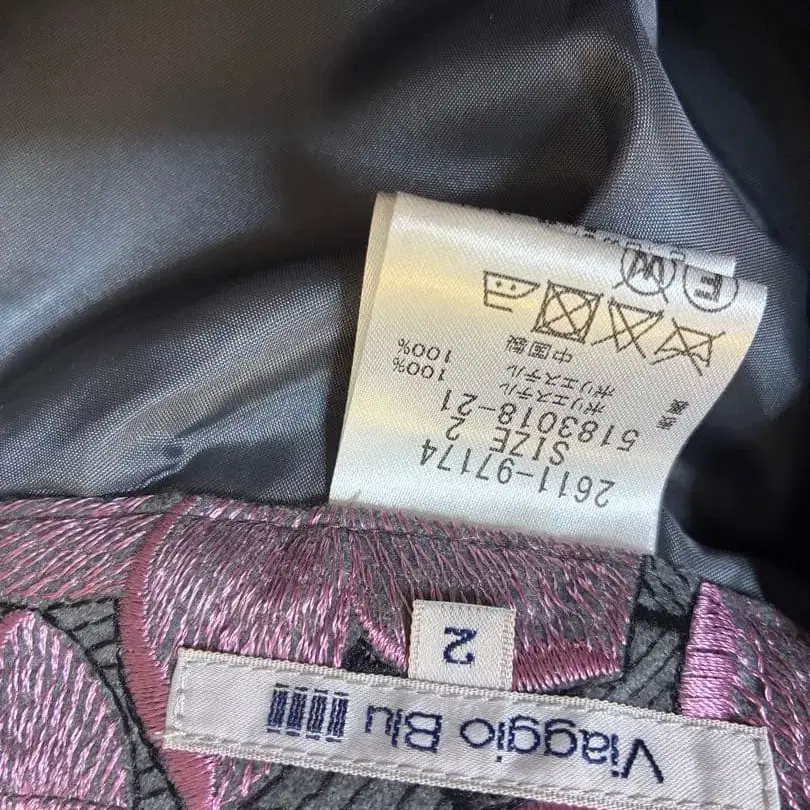 Viaggio Blu
2
2611-97174
SIZE 2
5183018-21
ポリエステル 100%
ポリエステル 100%
中国製
F W